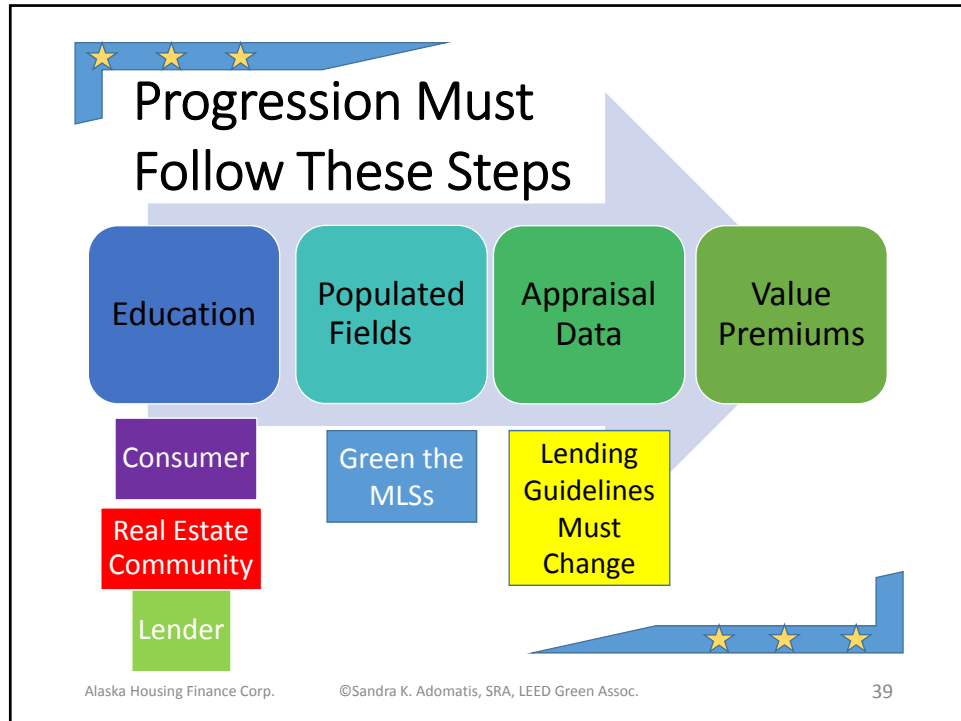 Progression Must
Follow These Steps
Education
Populated
Fields
Appraisal
Data
Value
Premiums
Consumer
Real Estate
Community
Lender
Green the
MLSs
Lending
Guidelines
Must
Change
Alaska Housing Finance Corp.
©Sandra K. Adomatis, SRA, LEED Green Assoc.
39